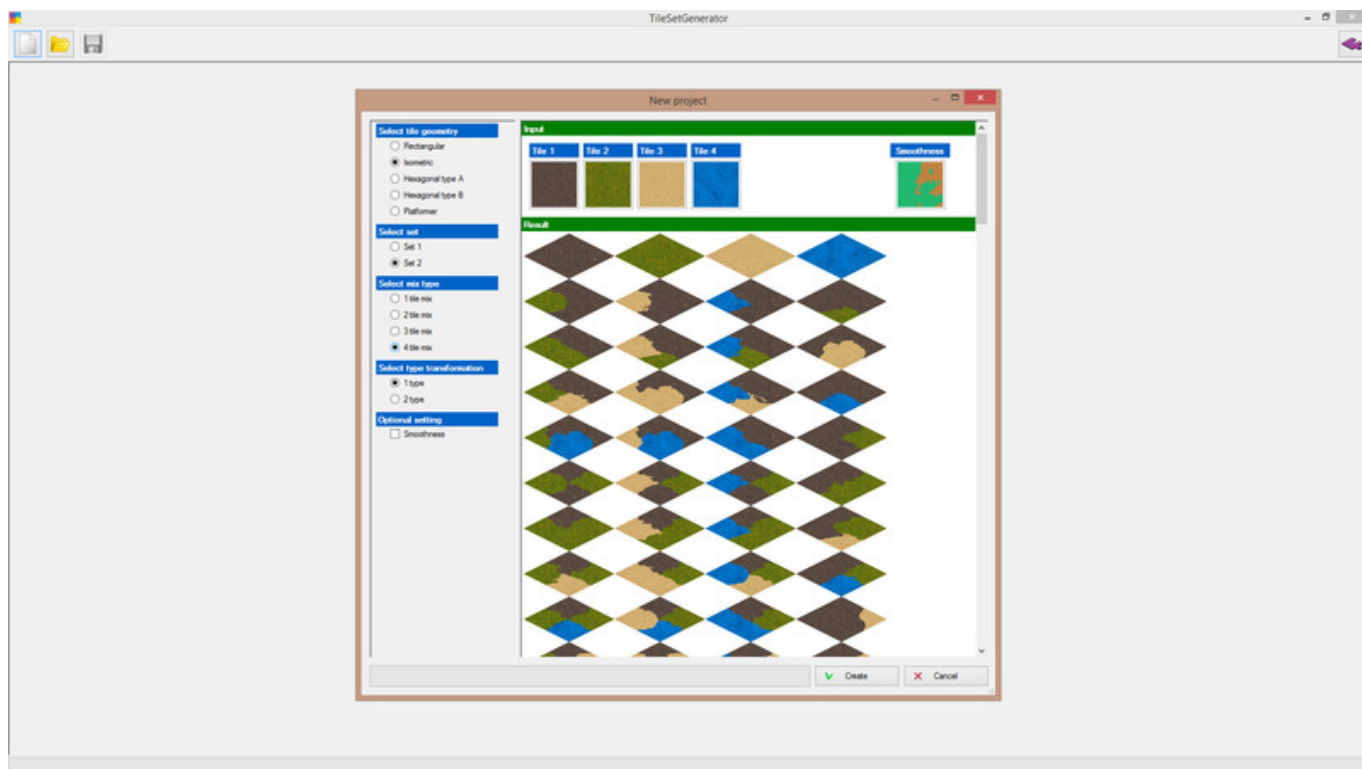 TileSetGenerator
New project
Select tile geometry
Rectangular
Isometric
Hexagonal type A
Hexagonal type B
Platformer
Select set
Set 1
Set 2
Select mix type
1 tile mix
2 tile mix
3 tile mix
4 tile mix
Select type transformation
1 type
2 type
Optional setting
Smoothness
Input
Tile 1 Tile 2 Tile 3 Tile 4 Smoothness
Result
Create Cancel